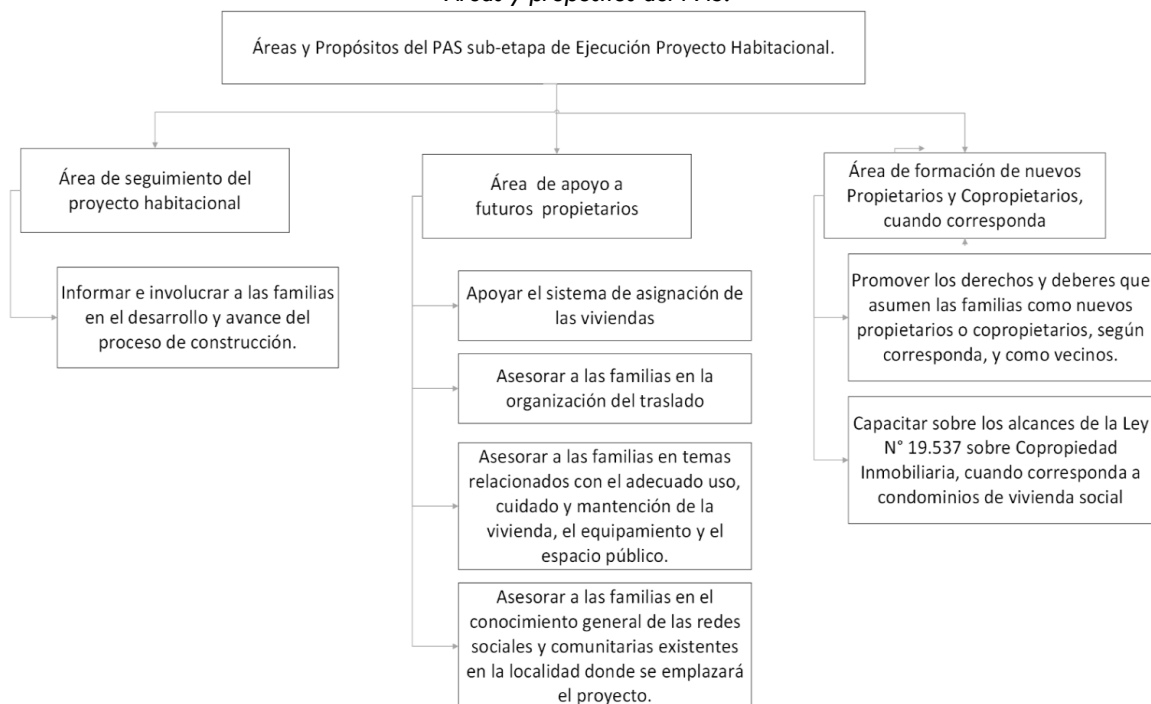 Áreas y propósitos del PAS.
Áreas y Propósitos del PAS sub-etapa de Ejecución Proyecto Habitacional.
Área de seguimiento del
proyecto habitacional
Informar e involucrar a las familias
en el desarrollo y avance del
proceso de construcción.
Área de apoyo a
futuros propietarios
Apoyar el sistema de asignación de
las viviendas
Asesorar a las familias en la
organización del traslado
Asesorar a las familias en temas
relacionados con el adecuado uso,
cuidado y mantención de la
vivienda, el equipamiento y el
espacio público.
Asesorar a las familias en el
conocimiento general de las redes
sociales y comunitarias existentes
en la localidad donde se emplazará
el proyecto.
Área de formación de nuevos
Propietarios y Copropietarios,
cuando corresponda
Promover los derechos y deberes que
asumen las familias como nuevos
propietarios o copropietarios, según
corresponda, y como vecinos.
Capacitar sobre los alcances de la Ley
N° 19.537 sobre Copropiedad
Inmobiliaria, cuando corresponda a
condominios de vivienda social